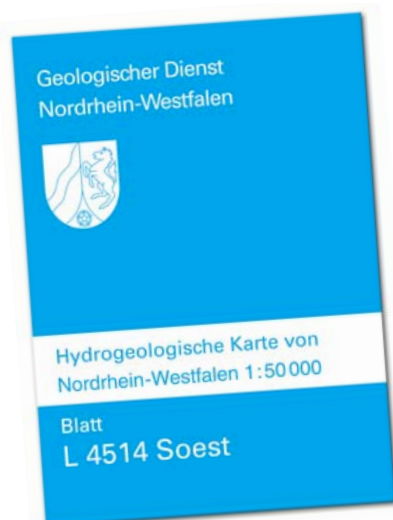 Geologischer Dienst
Nordrhein-Westfalen
Hydrogeologische Karte von
Nordrhein-Westfalen 1:50 000
Blatt
L 4514 Soest